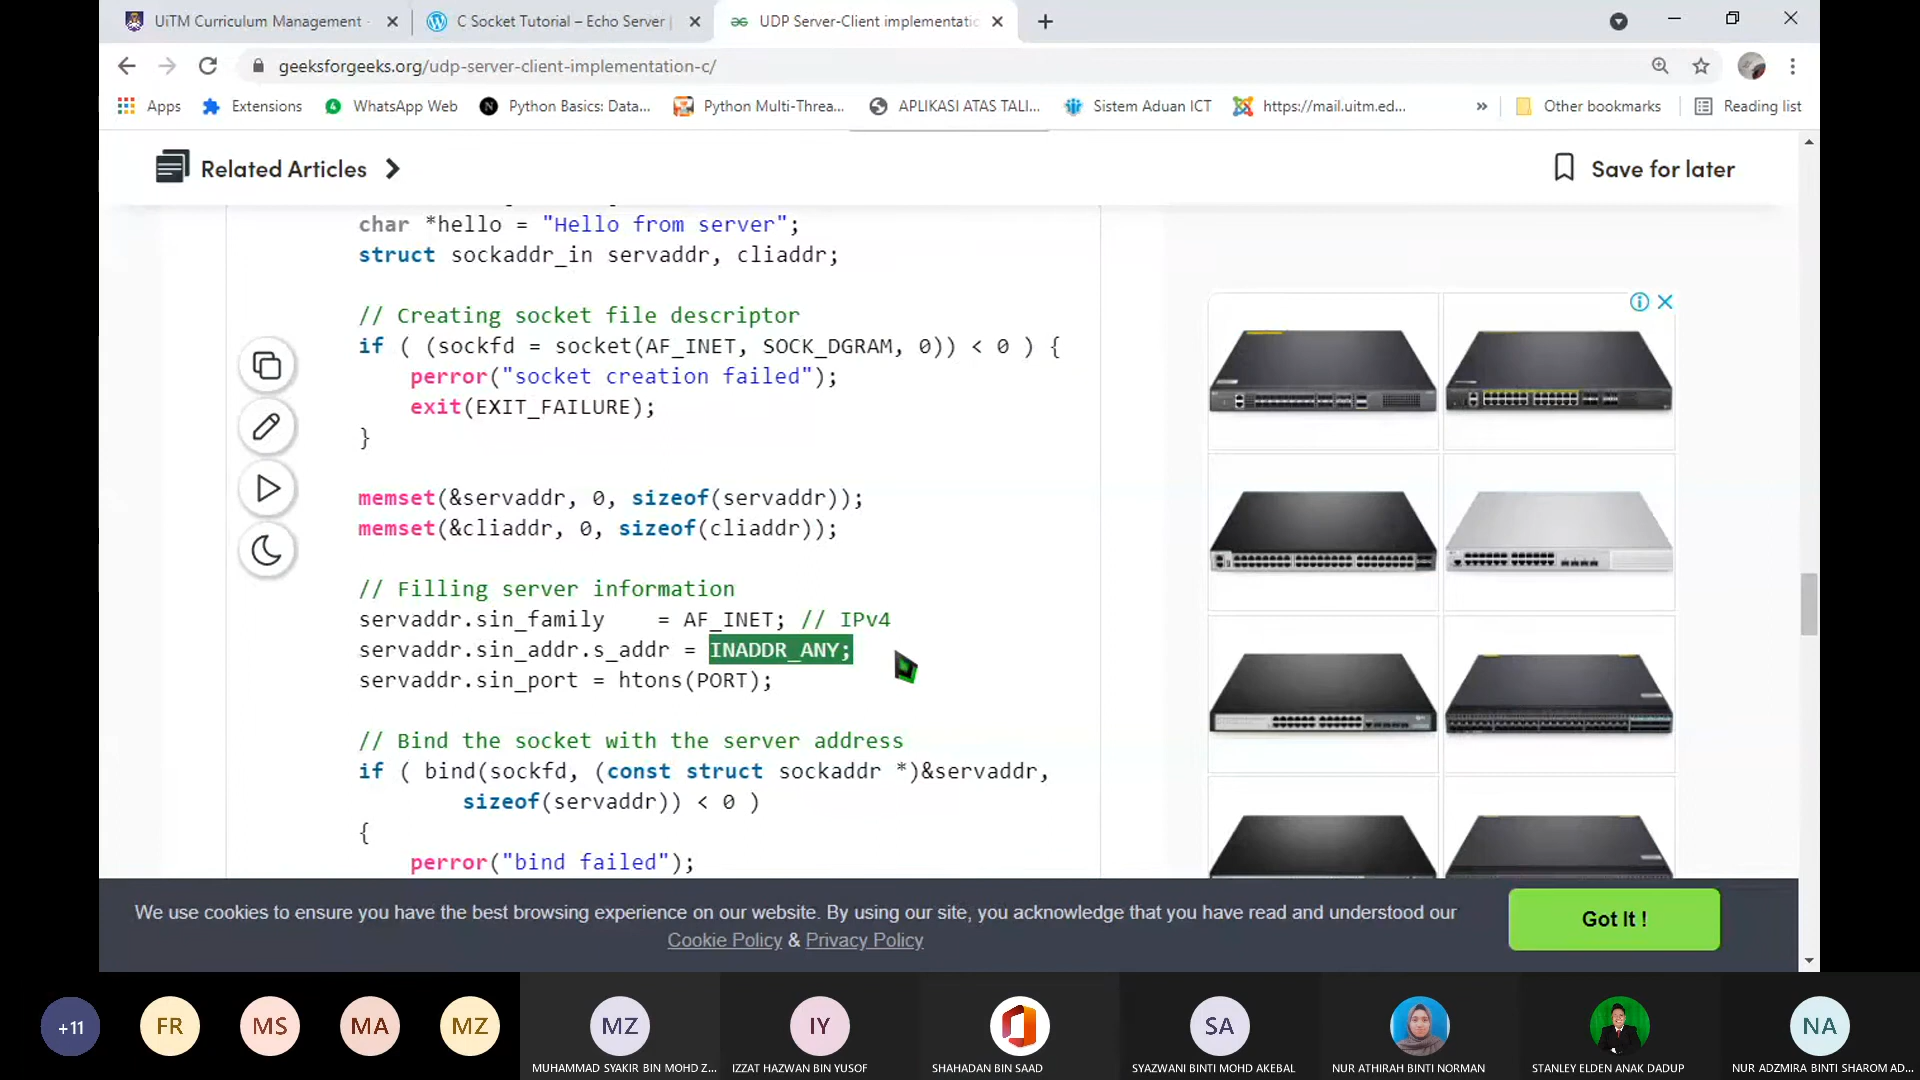 UiTM Curriculum Management
C Socket Tutorial – Echo Server
UDP Server-Client implementatic
geeksforgeeks.org/udp-server-client-implementation-c/
Apps
Extensions
WhatsApp Web
Python Basics: Data...
Python Multi-Threa...
APLIKASI ATAS TALI...
Sistem Aduan ICT
https://mail.uitm.ed...
»
Other bookmarks
Reading list
Related Articles
Save for later
char *hello = "Hello from server";
struct sockaddr_in servaddr, cliaddr;
// Creating socket file descriptor
if ( (sockfd = socket(AF_INET, SOCK_DGRAM, 0)) < 0 ) {
perror("socket creation failed");
exit(EXIT_FAILURE);
}
memset(&servaddr, 0, sizeof(servaddr));
memset(&cliaddr, 0, sizeof(cliaddr));
// Filling server information
servaddr.sin_family    = AF_INET; // IPv4
servaddr.sin_addr.s_addr = INADDR_ANY;
servaddr.sin_port = htons(PORT);
// Bind the socket with the server address
if ( bind(sockfd, (const struct sockaddr *)&servaddr,
sizeof(servaddr)) < 0 )
{
perror("bind failed");
We use cookies to ensure you have the best browsing experience on our website. By using our site, you acknowledge that you have read and understood our
Cookie Policy & Privacy Policy
Got It !
+11
FR
MS
MA
MZ
MZ
IY
SA
NA
MUHAMMAD SYAKIR BIN MOHD Z...
IZZAT HAZWAN BIN YUSOF
SHAHADAN BIN SAAD
SYAZWANI BINTI MOHD AKEBAL
NUR ATHIRAH BINTI NORMAN
STANLEY ELDEN ANAK DADUP
NUR ADZMIRA BINTI SHAROM AD...